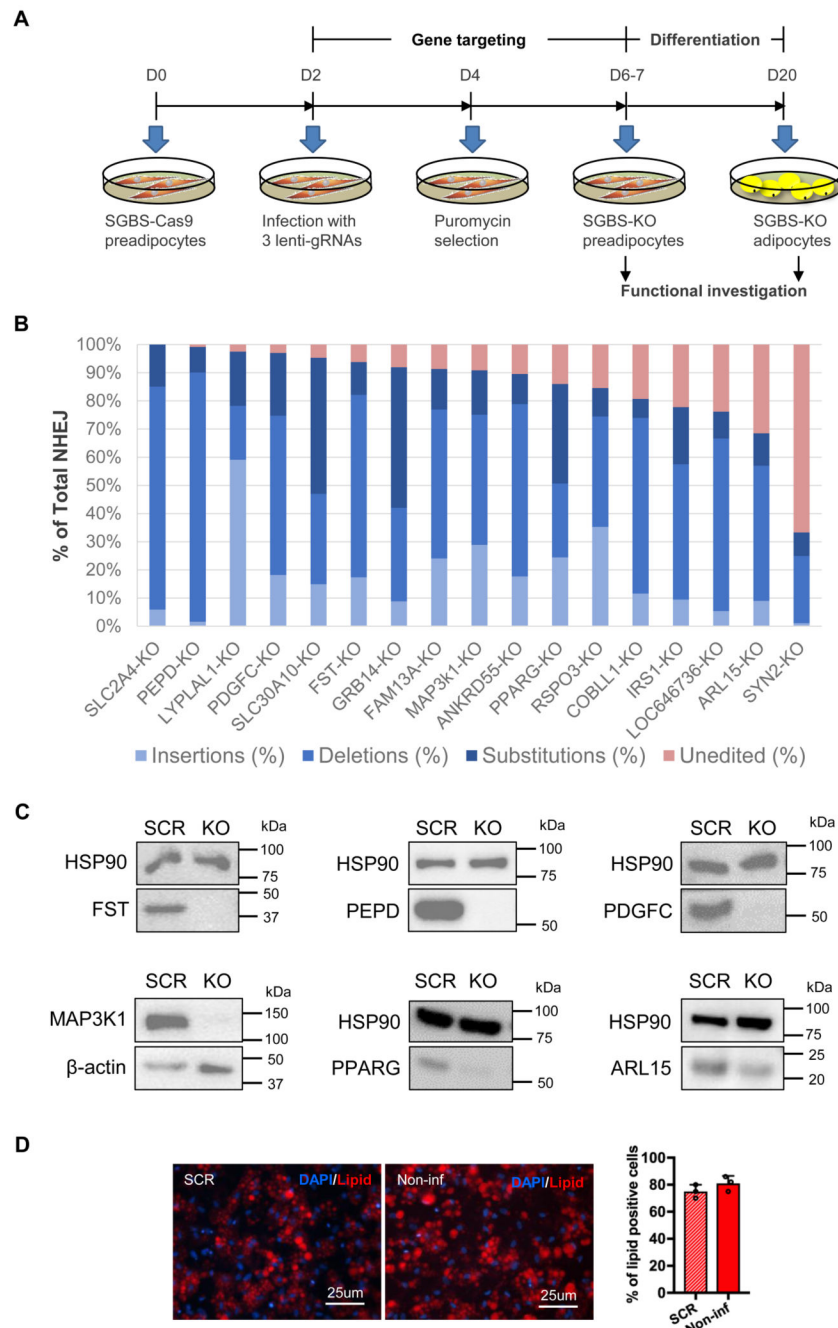 A
Gene targeting
Differentiation
D0
D2
D4
D6-7
D20
SGBS-Cas9
preadipocytes
Infection with
3 lenti-gRNAs
Puromycin
selection
SGBS-KO
preadipocytes
SGBS-KO
adipocytes
Functional investigation
B
% of Total NHEJ
100%
90%
80%
70%
60%
50%
40%
30%
20%
10%
0%
SLC2A4-KO
PEPD-KO
LYPLAL1-KO
PDGFC-KO
SLC30A10-KO
FST-KO
GRB14-KO
FAM13A-KO
MAP3k1-KO
ANKRD55-KO
PPARG-KO
RSPO3-KO
COBLL1-KO
IRS1-KO
LOC646736-KO
ARL15-KO
SYN2-KO
Insertions (%)
Deletions (%)
Substitutions (%)
Unedited (%)
C
SCR KO kDa
HSP90
100
75
FST
50
37
SCR KO kDa
HSP90
100
75
PEPD
50
SCR KO kDa
HSP90
100
75
PDGFC
50
SCR KO kDa
MAP3K1
150
100
β-actin
50
37
SCR KO kDa
HSP90
100
75
PPARG
50
SCR KO kDa
HSP90
100
75
ARL15
25
20
D
SCR
DAPI/Lipid
25um
Non-inf
DAPI/Lipid
25um
% of lipid positive cells
100
80
60
40
20
0
SCR
Non-inf